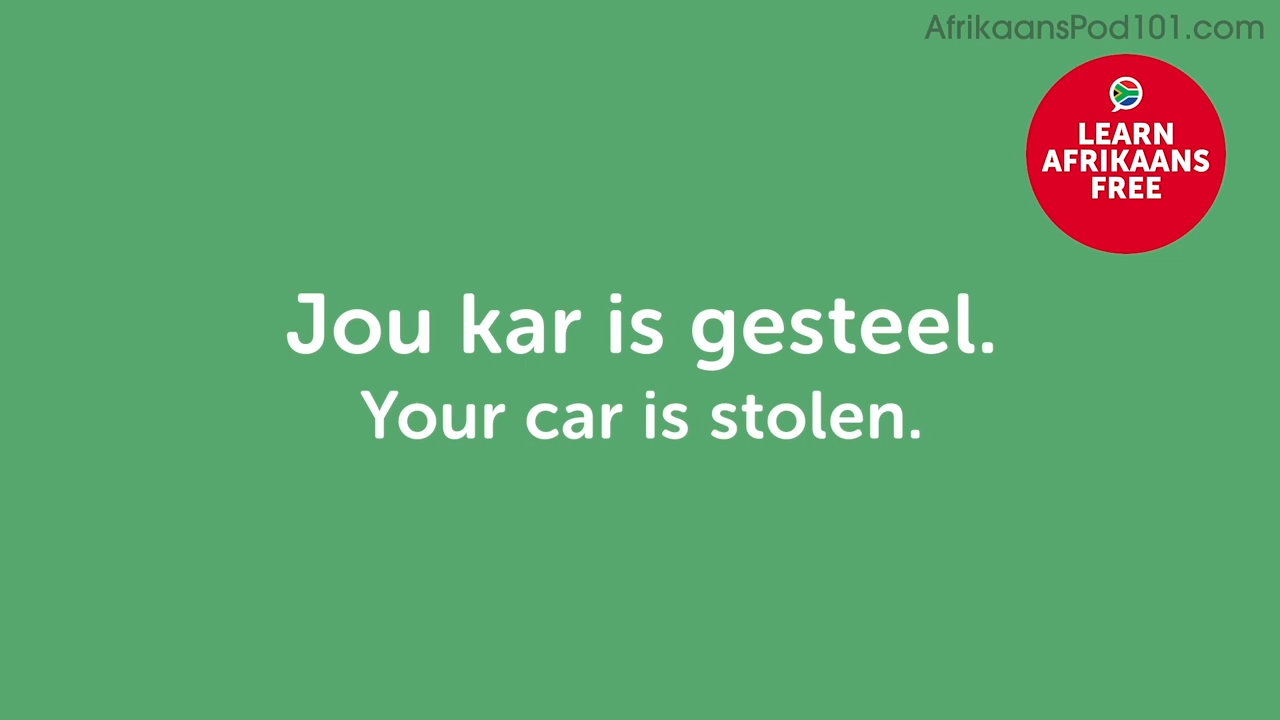 AfrikaansPod101.com
LEARN
AFRIKAANS
FREE
Jou kar is gesteel.
Your car is stolen.